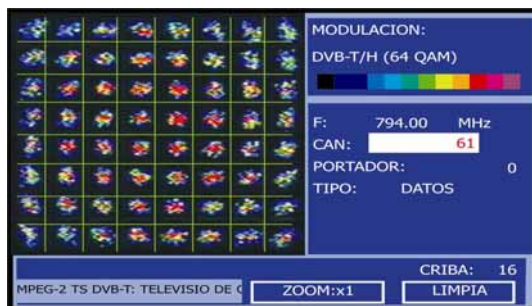 MODULACION:
DVB-T/H (64 QAM)
F: 794.00 MHz
CAN: 61
PORTADOR: 0
TIPO: DATOS
CRIBA: 16
MPEG-2 TS DVB-T: TELEVISIO DE
ZOOM:x1 LIMPIA